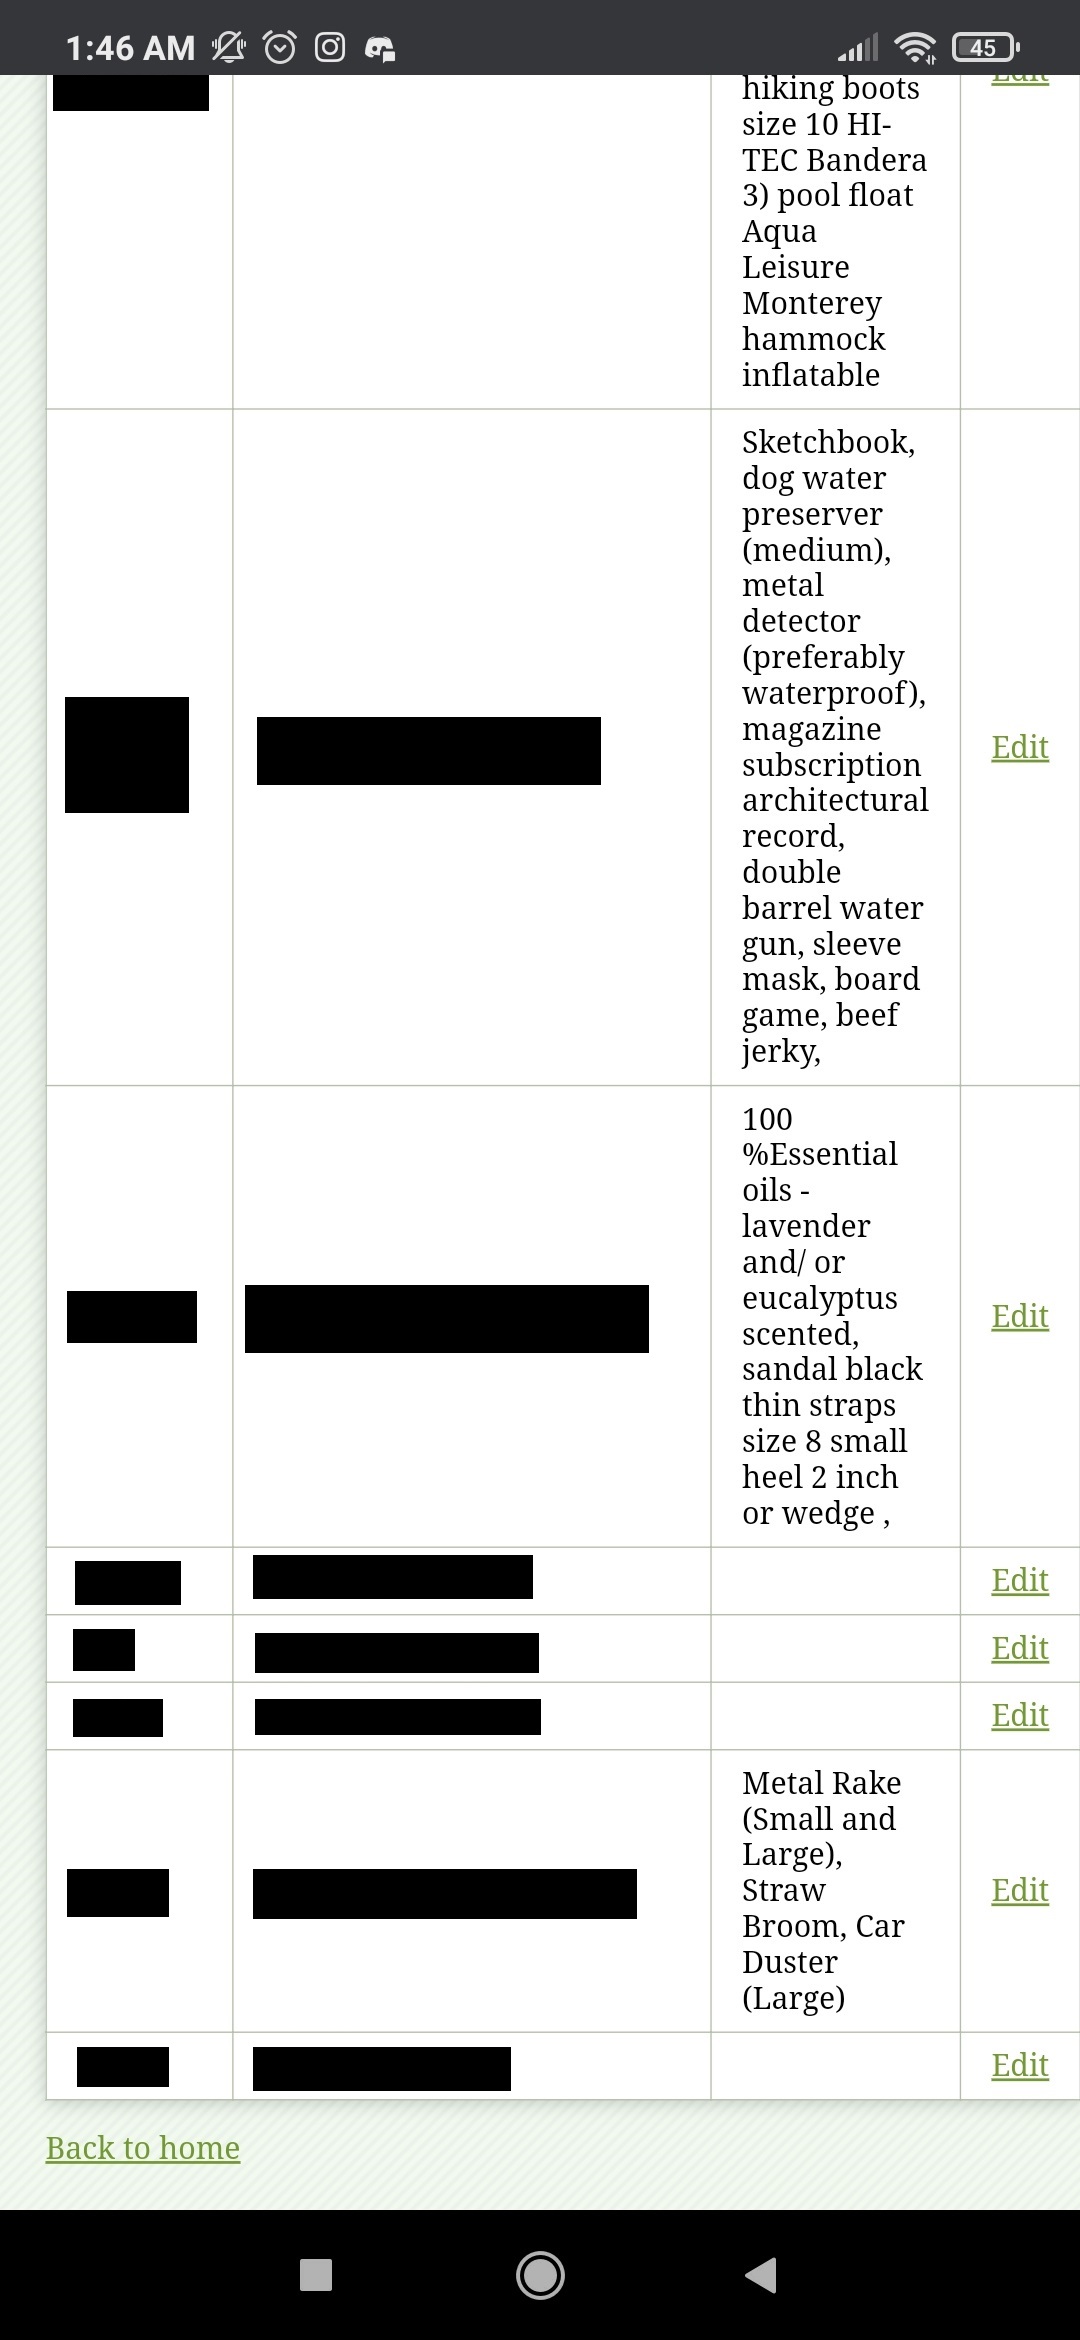 1:46 AM
45
Edit
hiking boots
size 10 HI-
TEC Bandera
3) pool float
Aqua
Leisure
Monterey
hammock
inflatable
Sketchbook,
dog water
preserver
(medium),
metal
detector
(preferably
waterproof),
magazine
subscription
architectural
record,
double
barrel water
gun, sleeve
mask, board
game, beef
jerky,
Edit
100
%Essential
oils -
lavender
and/ or
eucalyptus
scented,
sandal black
thin straps
size 8 small
heel 2 inch
or wedge ,
Edit
Edit
Edit
Edit
Metal Rake
(Small and
Large),
Straw
Broom, Car
Duster
(Large)
Edit
Edit
Back to home